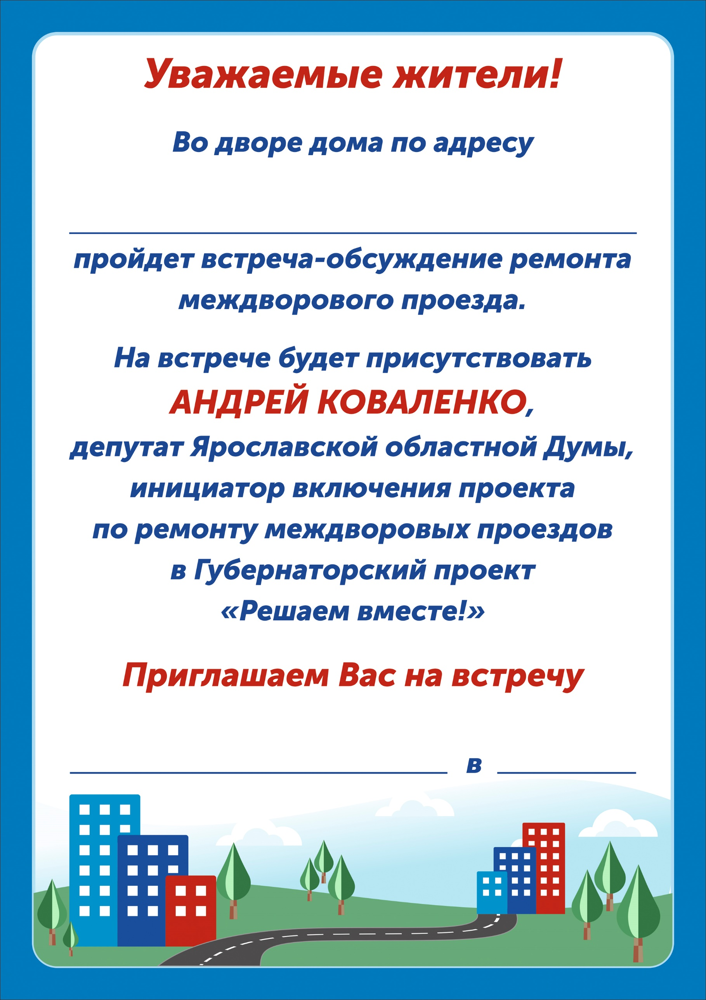 Уважаемые жители!
Во дворе дома по адресу
пройдет встреча-обсуждение ремонта
междворового проезда.
На встрече будет присутствовать
АНДРЕЙ КОВАЛЕНКО,
депутат Ярославской областной Думы,
инициатор включения проекта
по ремонту междворовых проездов
в Губернаторский проект
«Решаем вместе!»
Приглашаем Вас на встречу
в